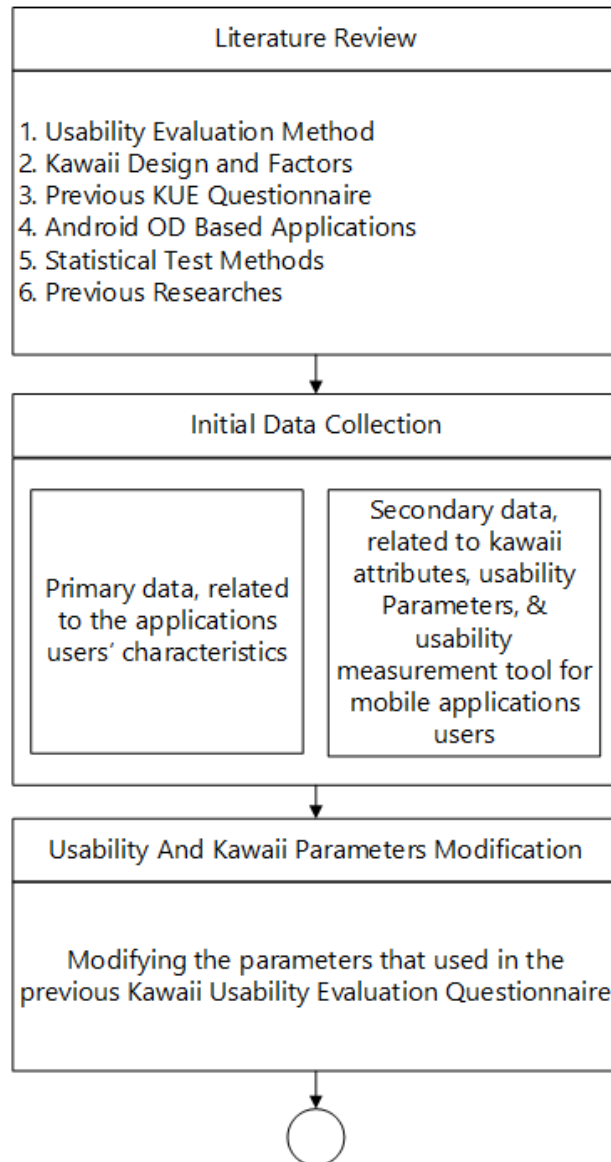 Literature Review
1. Usability Evaluation Method
2. Kawaii Design and Factors
3. Previous KUE Questionnaire
4. Android OD Based Applications
5. Statistical Test Methods
6. Previous Researches
Initial Data Collection
Primary data, related
to the applications
users’ characteristics
Secondary data,
related to kawaii
attributes, usability
Parameters, &
usability
measurement tool for
mobile applications
users
Usability And Kawaii Parameters Modification
Modifying the parameters that used in the
previous Kawaii Usability Evaluation Questionnaire